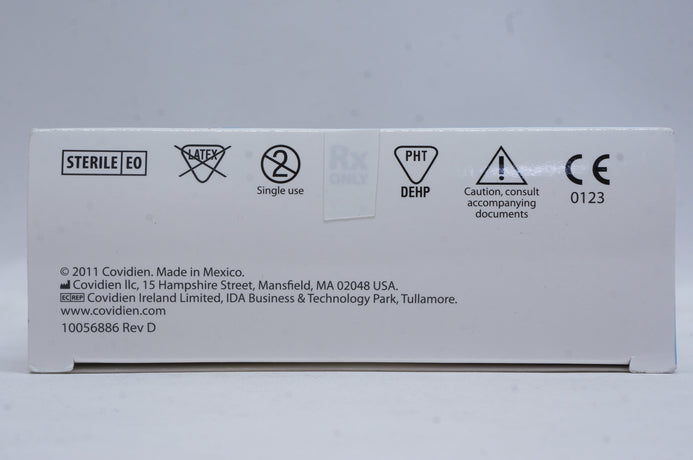 STERILE EO
LATEX
2
Single use
Rx
ONLY
PHT
DEHP
!
Caution, consult
accompanying
documents
CE
0123
© 2011 Covidien. Made in Mexico.
Covidien llc, 15 Hampshire Street, Mansfield, MA 02048 USA.
EC REP Covidien Ireland Limited, IDA Business & Technology Park, Tullamore.
www.covidien.com
10056886 Rev D